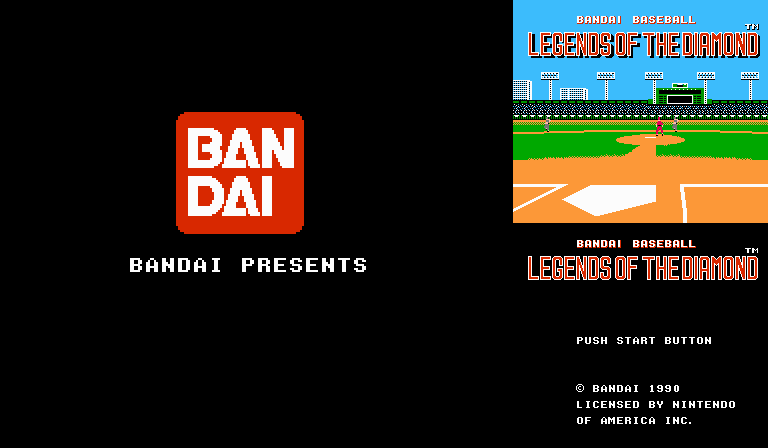 BAN
DAI
BANDAI PRESENTS
BANDAI BASEBALL
TM
LEGENDS OF THE DIAMOND
BANDAI BASEBALL
TM
LEGENDS OF THE DIAMOND
PUSH START BUTTON
© BANDAI 1990
LICENSED BY NINTENDO
OF AMERICA INC.